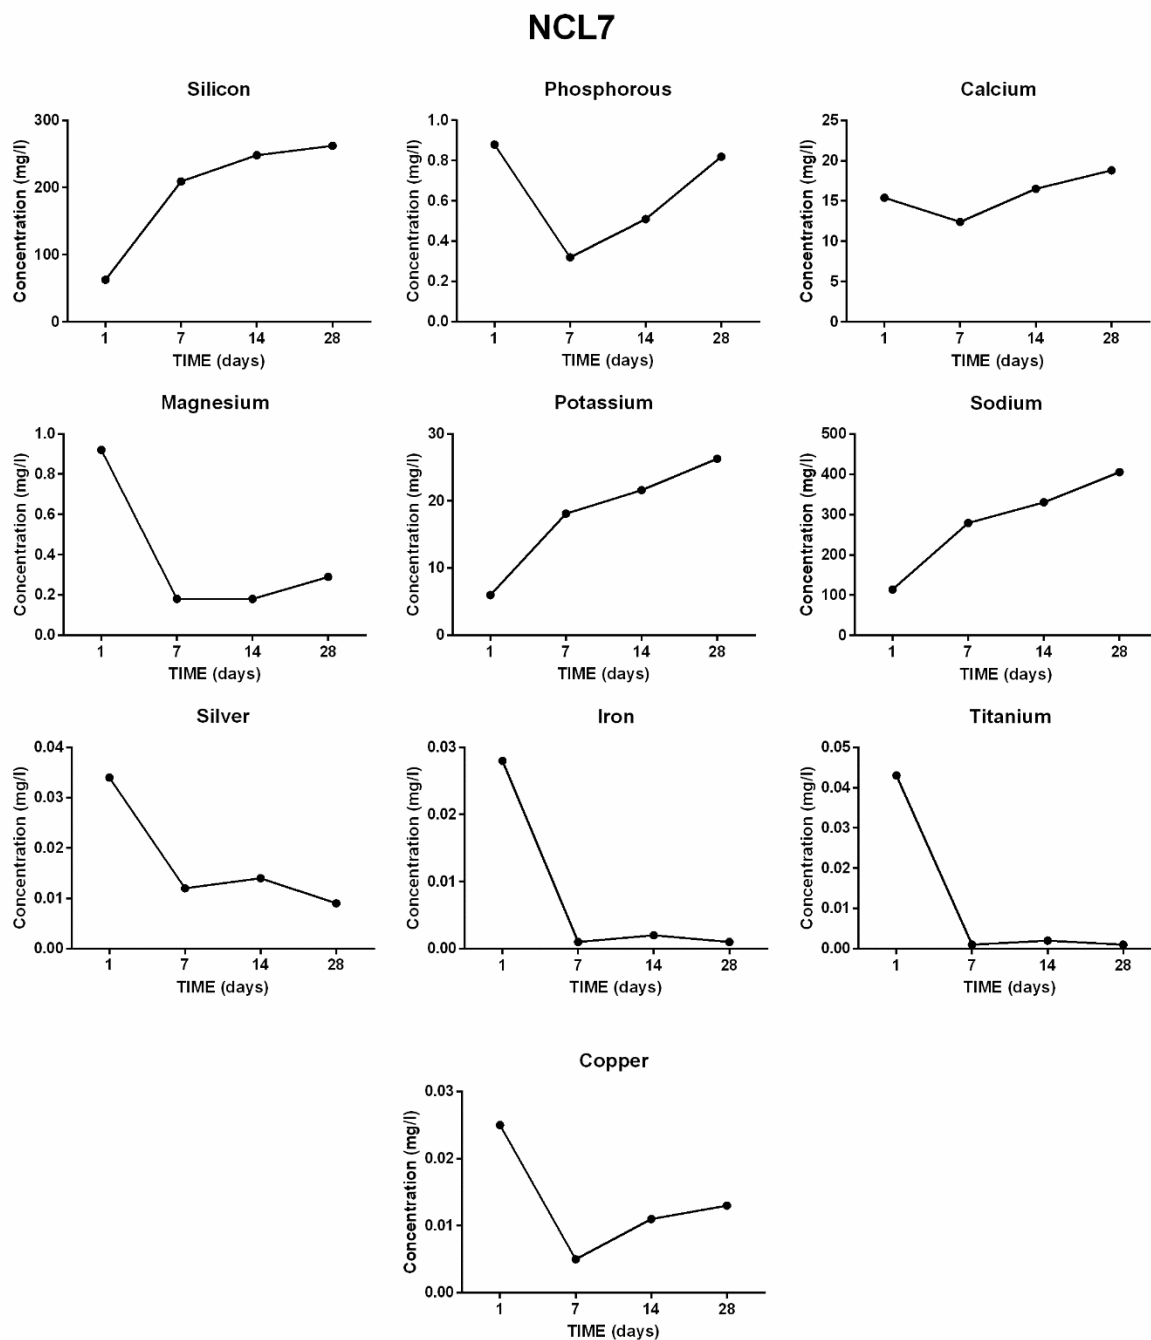 NCL7
Silicon
Concentration (mg/l)
300
200
100
0
1 7 14 28
TIME (days)
Phosphorous
Concentration (mg/l)
1.0
0.8
0.6
0.4
0.2
0.0
1 7 14 28
TIME (days)
Calcium
Concentration (mg/l)
25
20
15
10
5
0
1 7 14 28
TIME (days)
Magnesium
Concentration (mg/l)
1.0
0.8
0.6
0.4
0.2
0.0
1 7 14 28
TIME (days)
Potassium
Concentration (mg/l)
30
20
10
0
1 7 14 28
TIME (days)
Sodium
Concentration (mg/l)
500
400
300
200
100
0
1 7 14 28
TIME (days)
Silver
Concentration (mg/l)
0.04
0.03
0.02
0.01
0.00
1 7 14 28
TIME (days)
Iron
Concentration (mg/l)
0.03
0.02
0.01
0.00
1 7 14 28
TIME (days)
Titanium
Concentration (mg/l)
0.05
0.04
0.03
0.02
0.01
0.00
1 7 14 28
TIME (days)
Copper
Concentration (mg/l)
0.03
0.02
0.01
0.00
1 7 14 28
TIME (days)